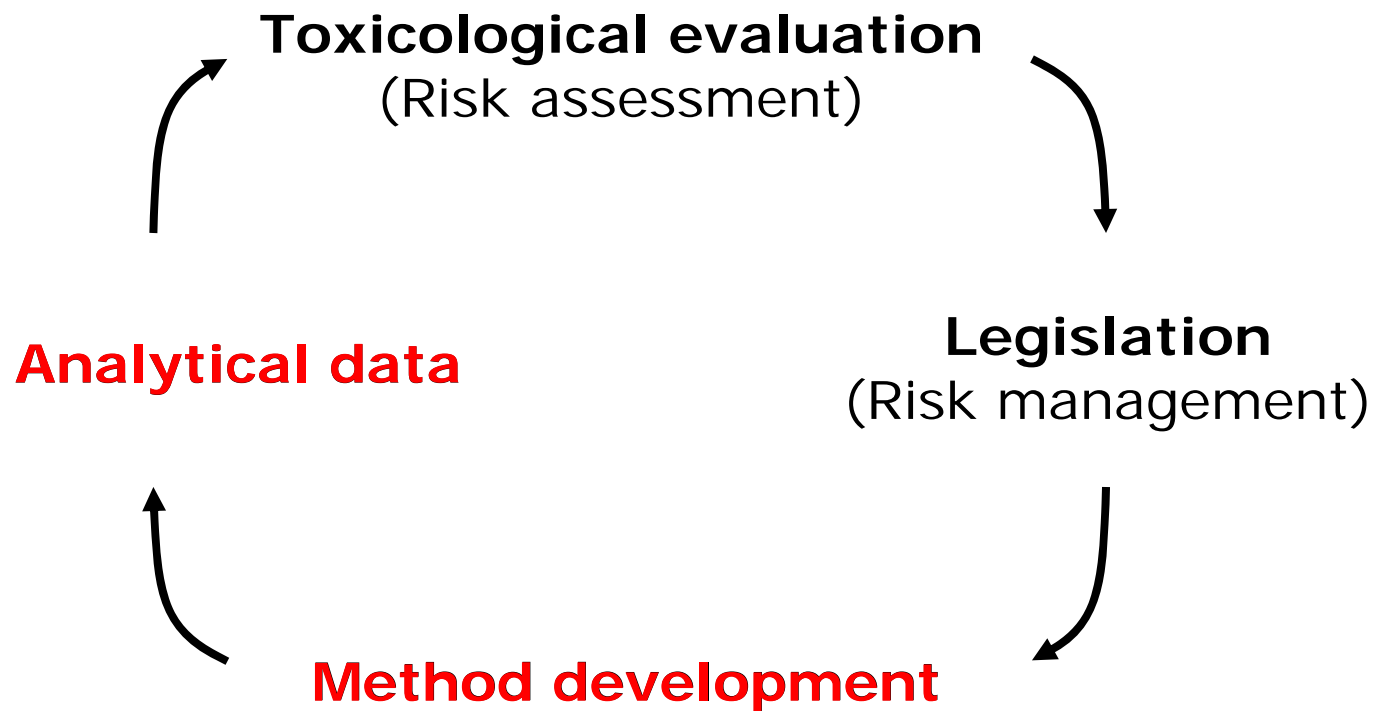 Toxicological evaluation
(Risk assessment)
Analytical data
Legislation
(Risk management)
Method development